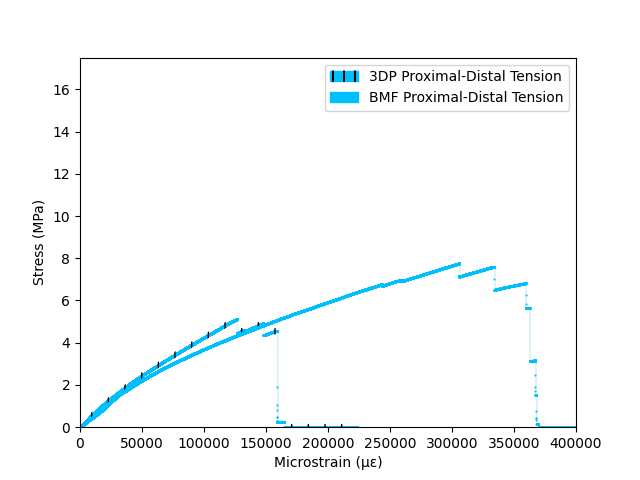 3DP Proximal-Distal Tension
BMF Proximal-Distal Tension
16
14
12
10
8
6
4
2
0
Stress (MPa)
0 50000 100000 150000 200000 250000 300000 350000 400000
Microstrain (με)